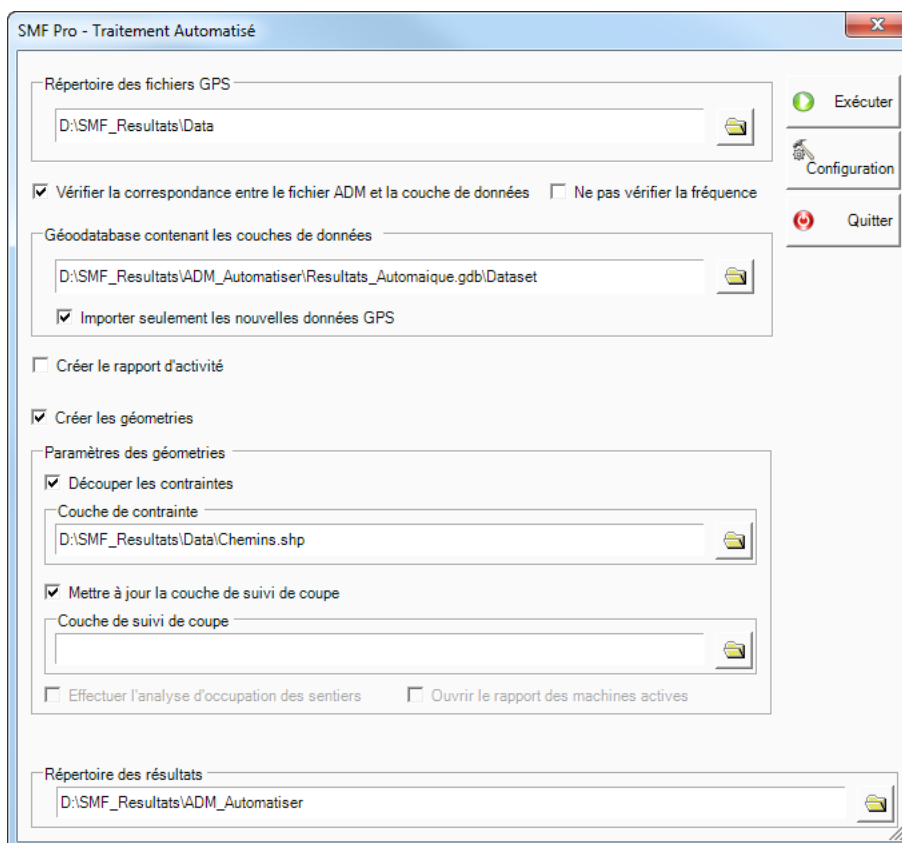 SMF Pro - Traitement Automatisé
Répertoire des fichiers GPS
D:\SMF_Resultats\Data
Exécuter
Configuration
Quitter
Vérifier la correspondance entre le fichier ADM et la couche de données Ne pas vérifier la fréquence
Géodatabase contenant les couches de données
D:\SMF_Resultats\ADM_Automatiser\Resultats_Automaique.gdb\Dataset
Importer seulement les nouvelles données GPS
Créer le rapport d'activité
Créer les géometries
Paramètres des géometries
Découper les contraintes
Couche de contrainte
D:\SMF_Resultats\Data\Chemins.shp
Mettre à jour la couche de suivi de coupe
Couche de suivi de coupe
Effectuer l'analyse d'occupation des sentiers Ouvrir le rapport des machines actives
Répertoire des résultats
D:\SMF_Resultats\ADM_Automatiser